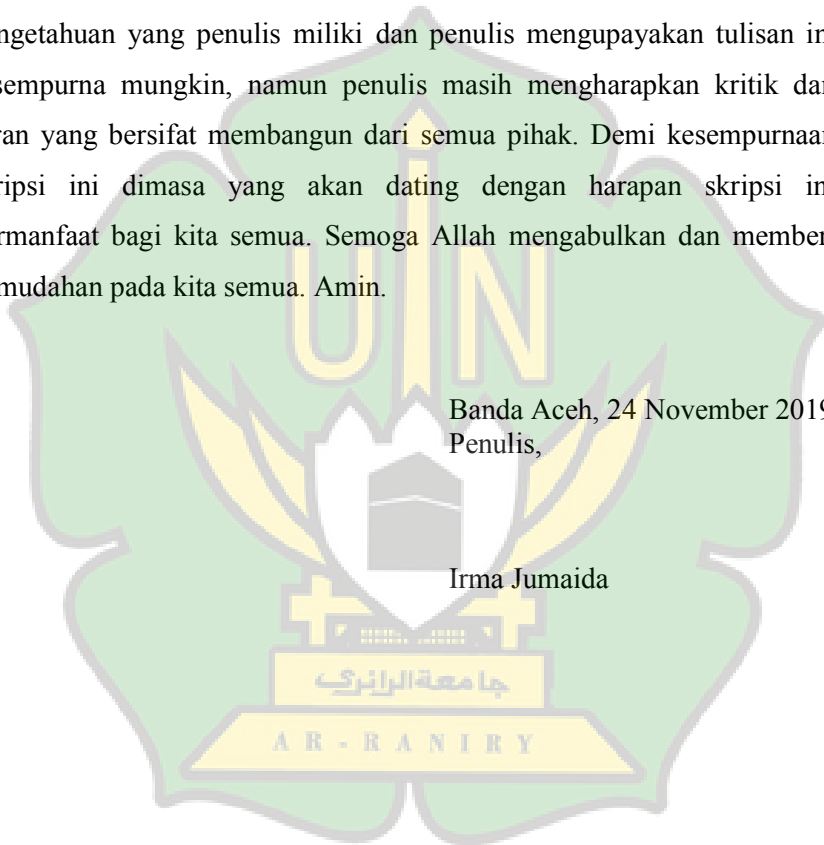 ngetahuan yang penulis miliki dan penulis mengupayakan tulisan in
sempurna mungkin, namun penulis masih mengharapkan kritik dan
ran yang bersifat membangun dari semua pihak. Demi kesempurnaan
ripsi ini dimasa yang akan dating dengan harapan skripsi in
rmanfaat bagi kita semua. Semoga Allah mengabulkan dan member
mudahan pada kita semua. Amin.
UIN
Banda Aceh, 24 November 2019
Penulis,
Irma Jumaida
جامعة الرانري
AR-RANIRY